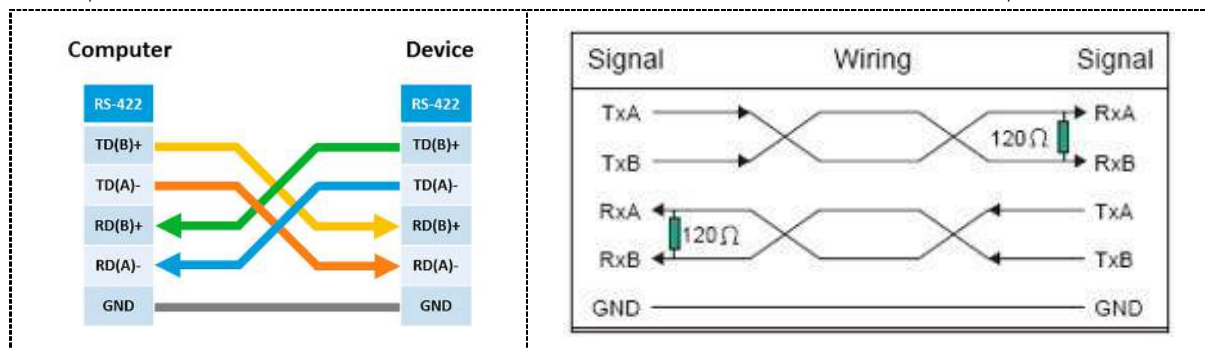 Computer Device
RS-422 RS-422
TD(B)+ TD(B)+
TD(A)- TD(A)-
RD(B)+ RD(B)+
RD(A)- RD(A)-
GND GND
Signal Wiring Signal
TxA RxA
120Ω
TxB RxB
RxA TxA
120Ω
RxB TxB
GND GND